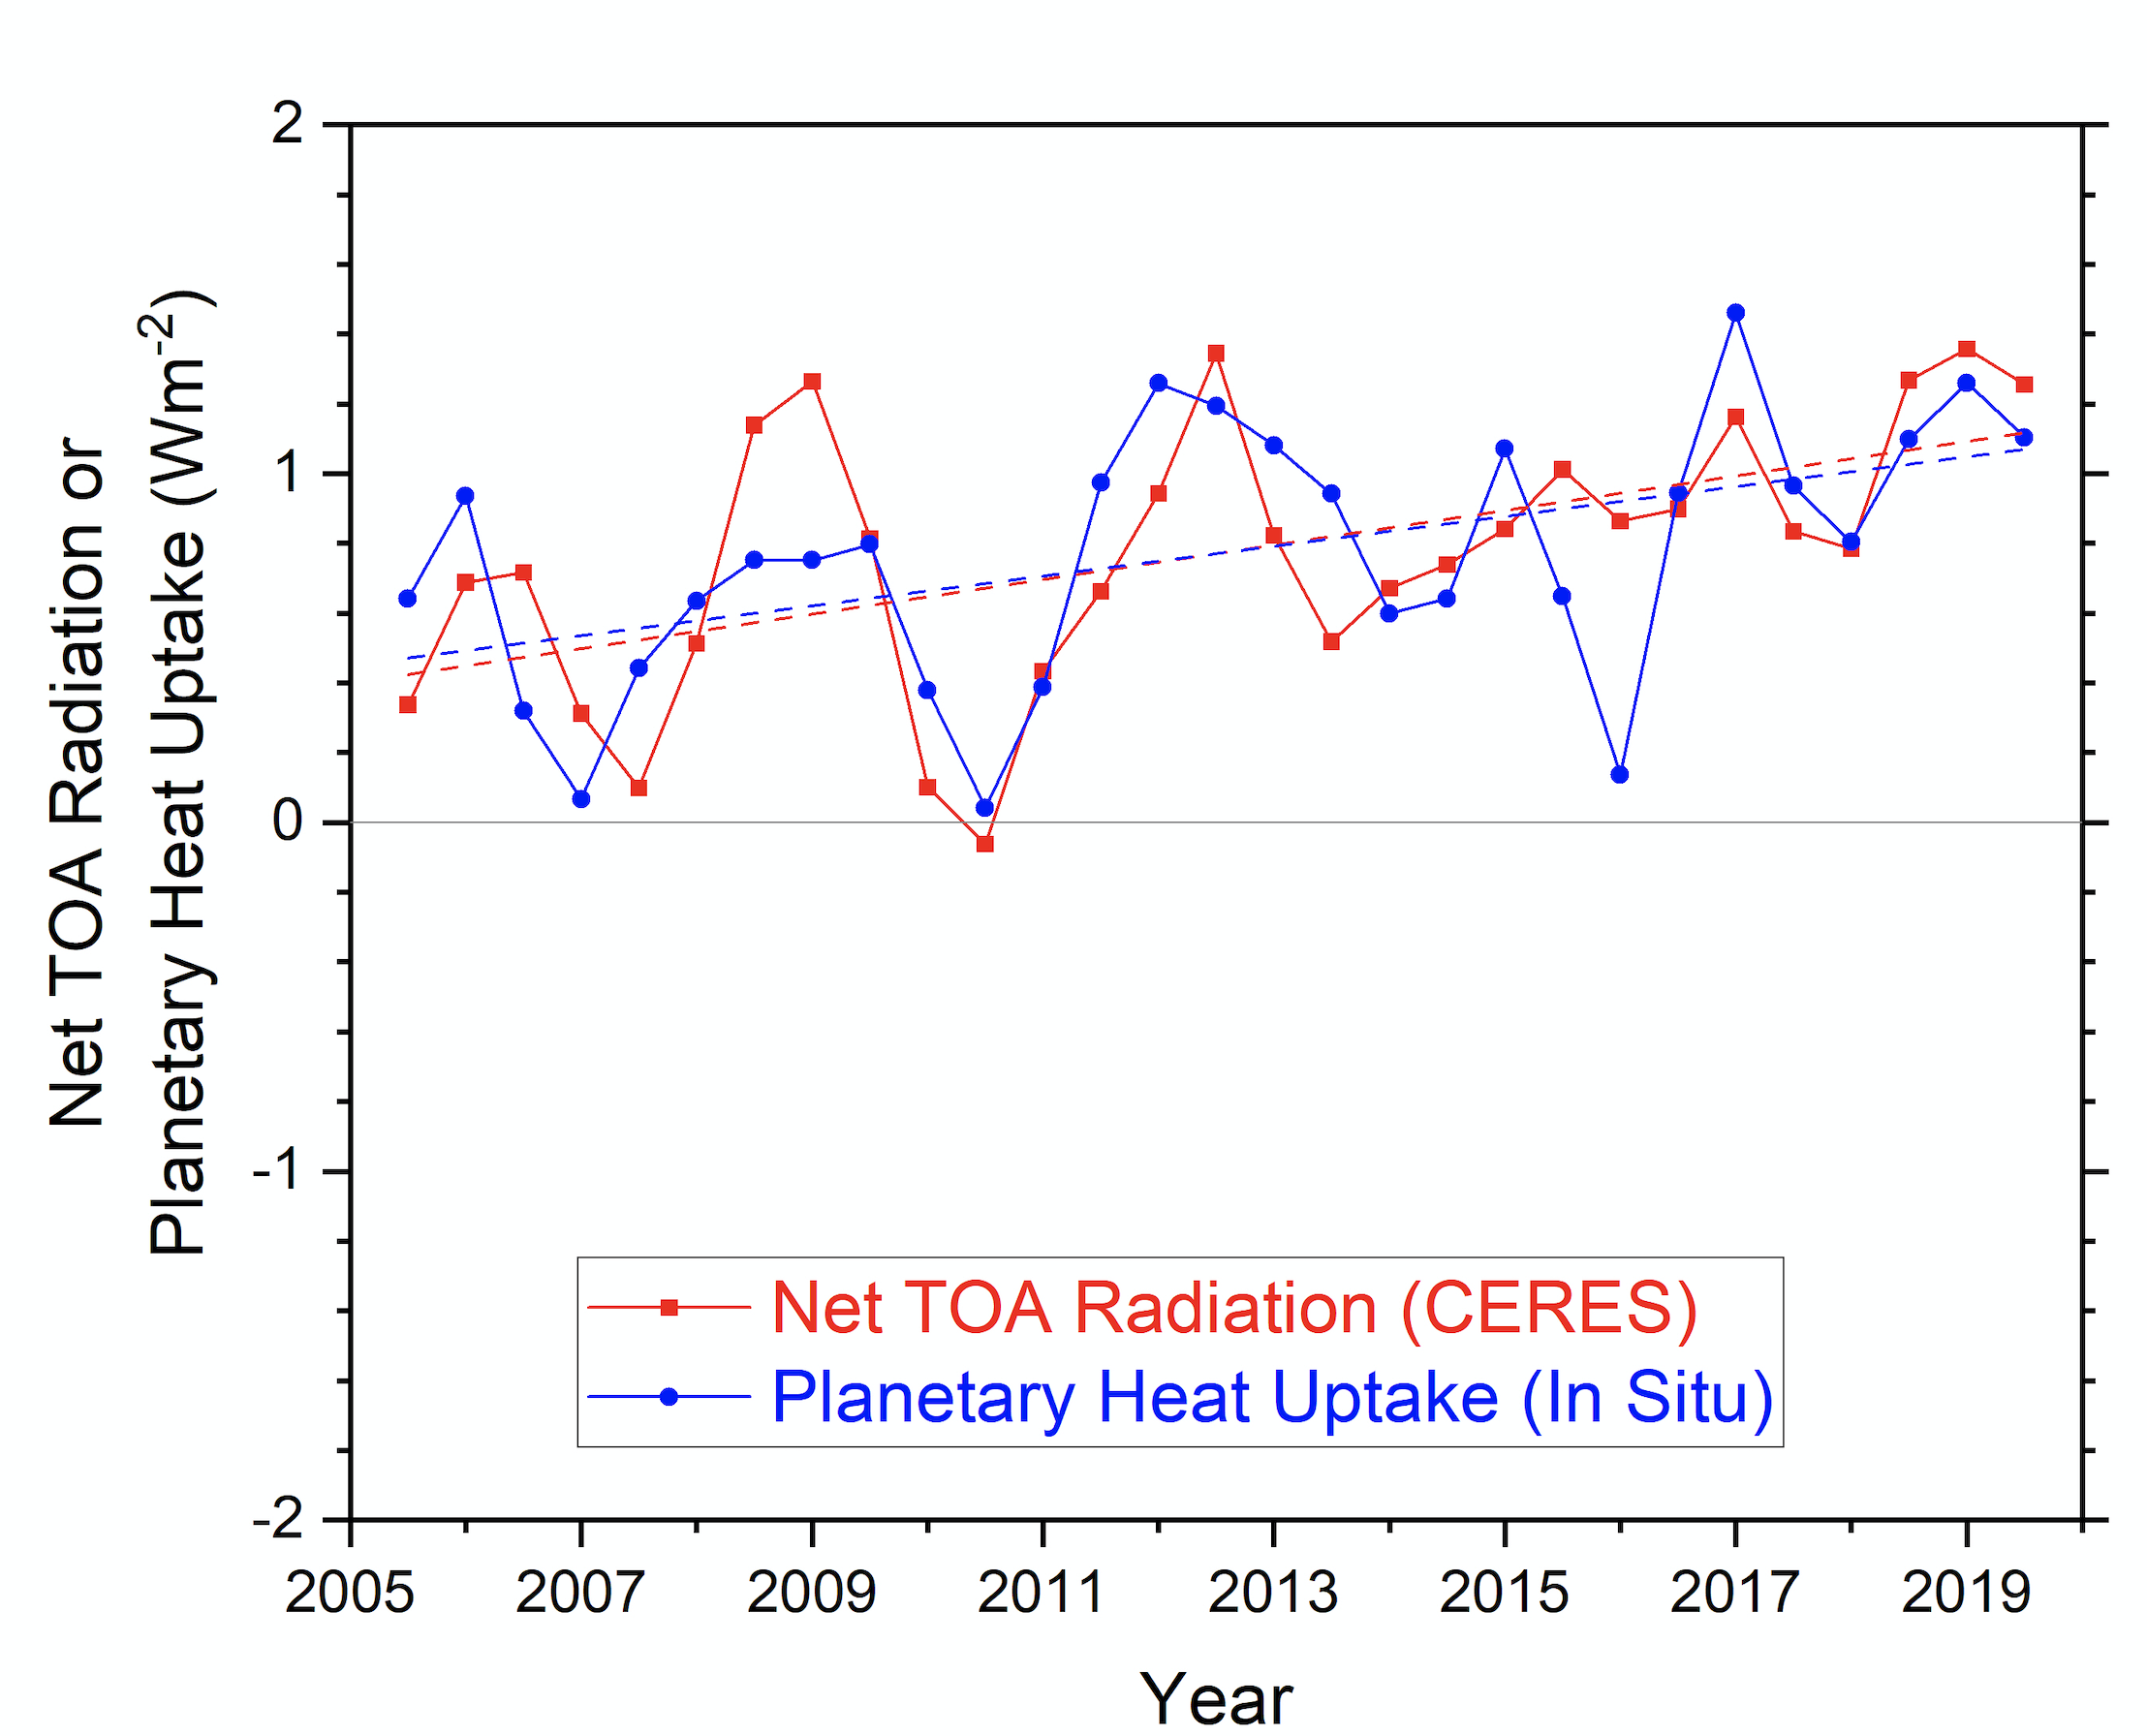 Net TOA Radiation or
Planetary Heat Uptake (Wm-2)
2
1
0
-1
-2
Net TOA Radiation (CERES)
Planetary Heat Uptake (In Situ)
2005 2007 2009 2011 2013 2015 2017 2019
Year